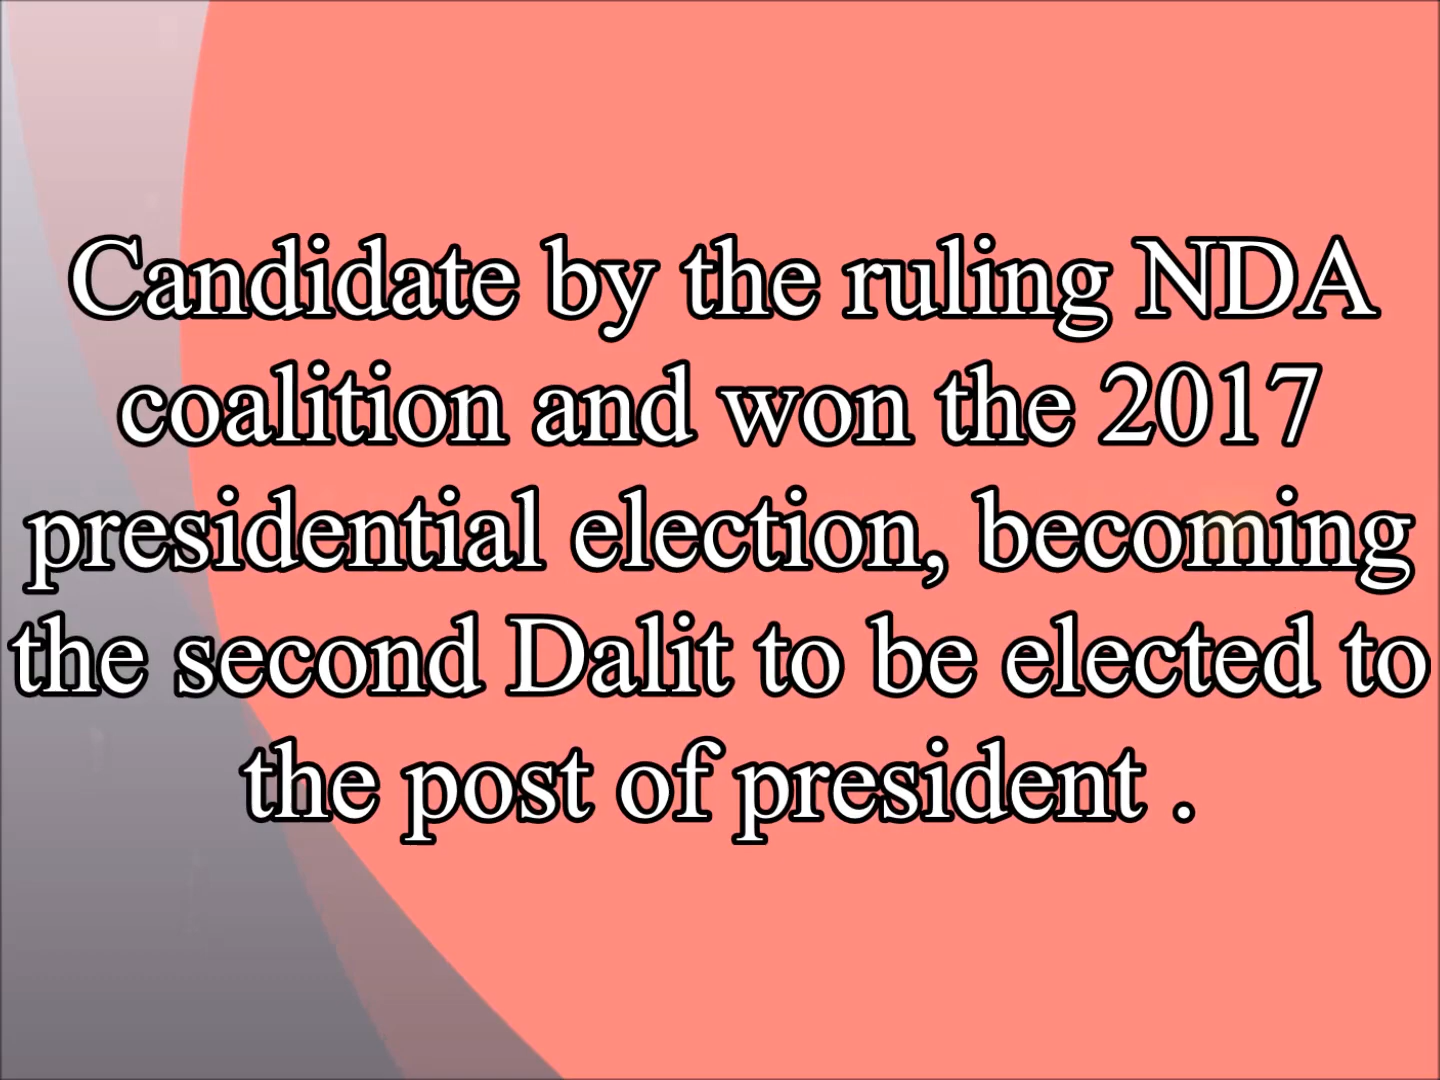 Candidate by the ruling NDA
coalition and won the 2017
presidential election, becoming
the second Dalit to be elected to
the post of president .